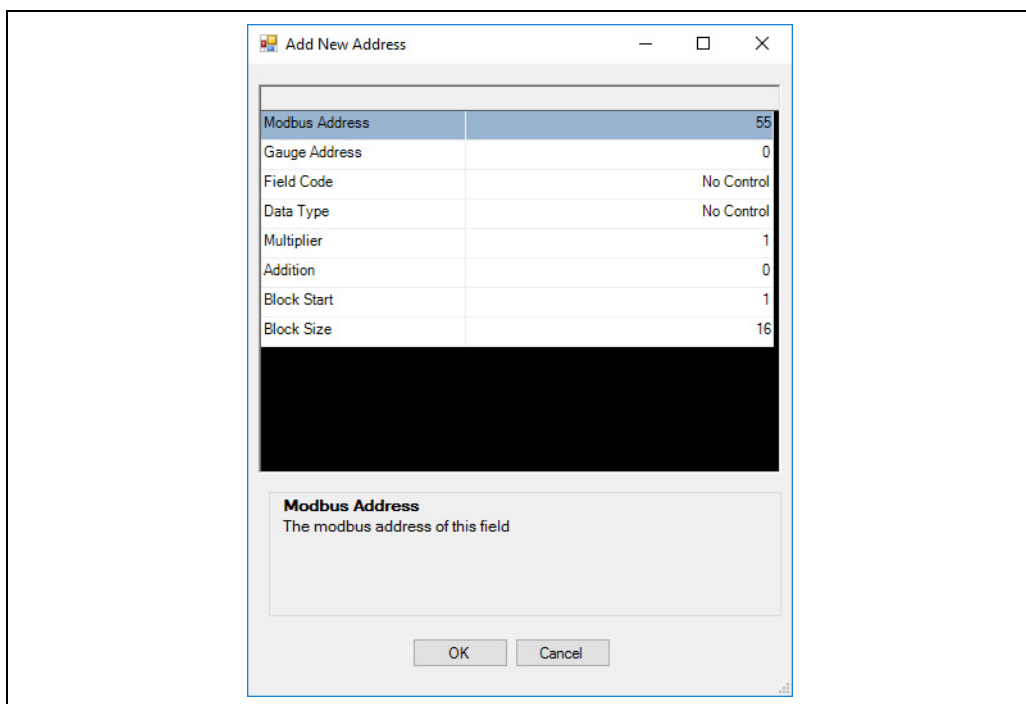 Add New Address
Modbus Address 55
Gauge Address 0
Field Code No Control
Data Type No Control
Multiplier 1
Addition 0
Block Start 1
Block Size 16
Modbus Address
The modbus address of this field
OK Cancel